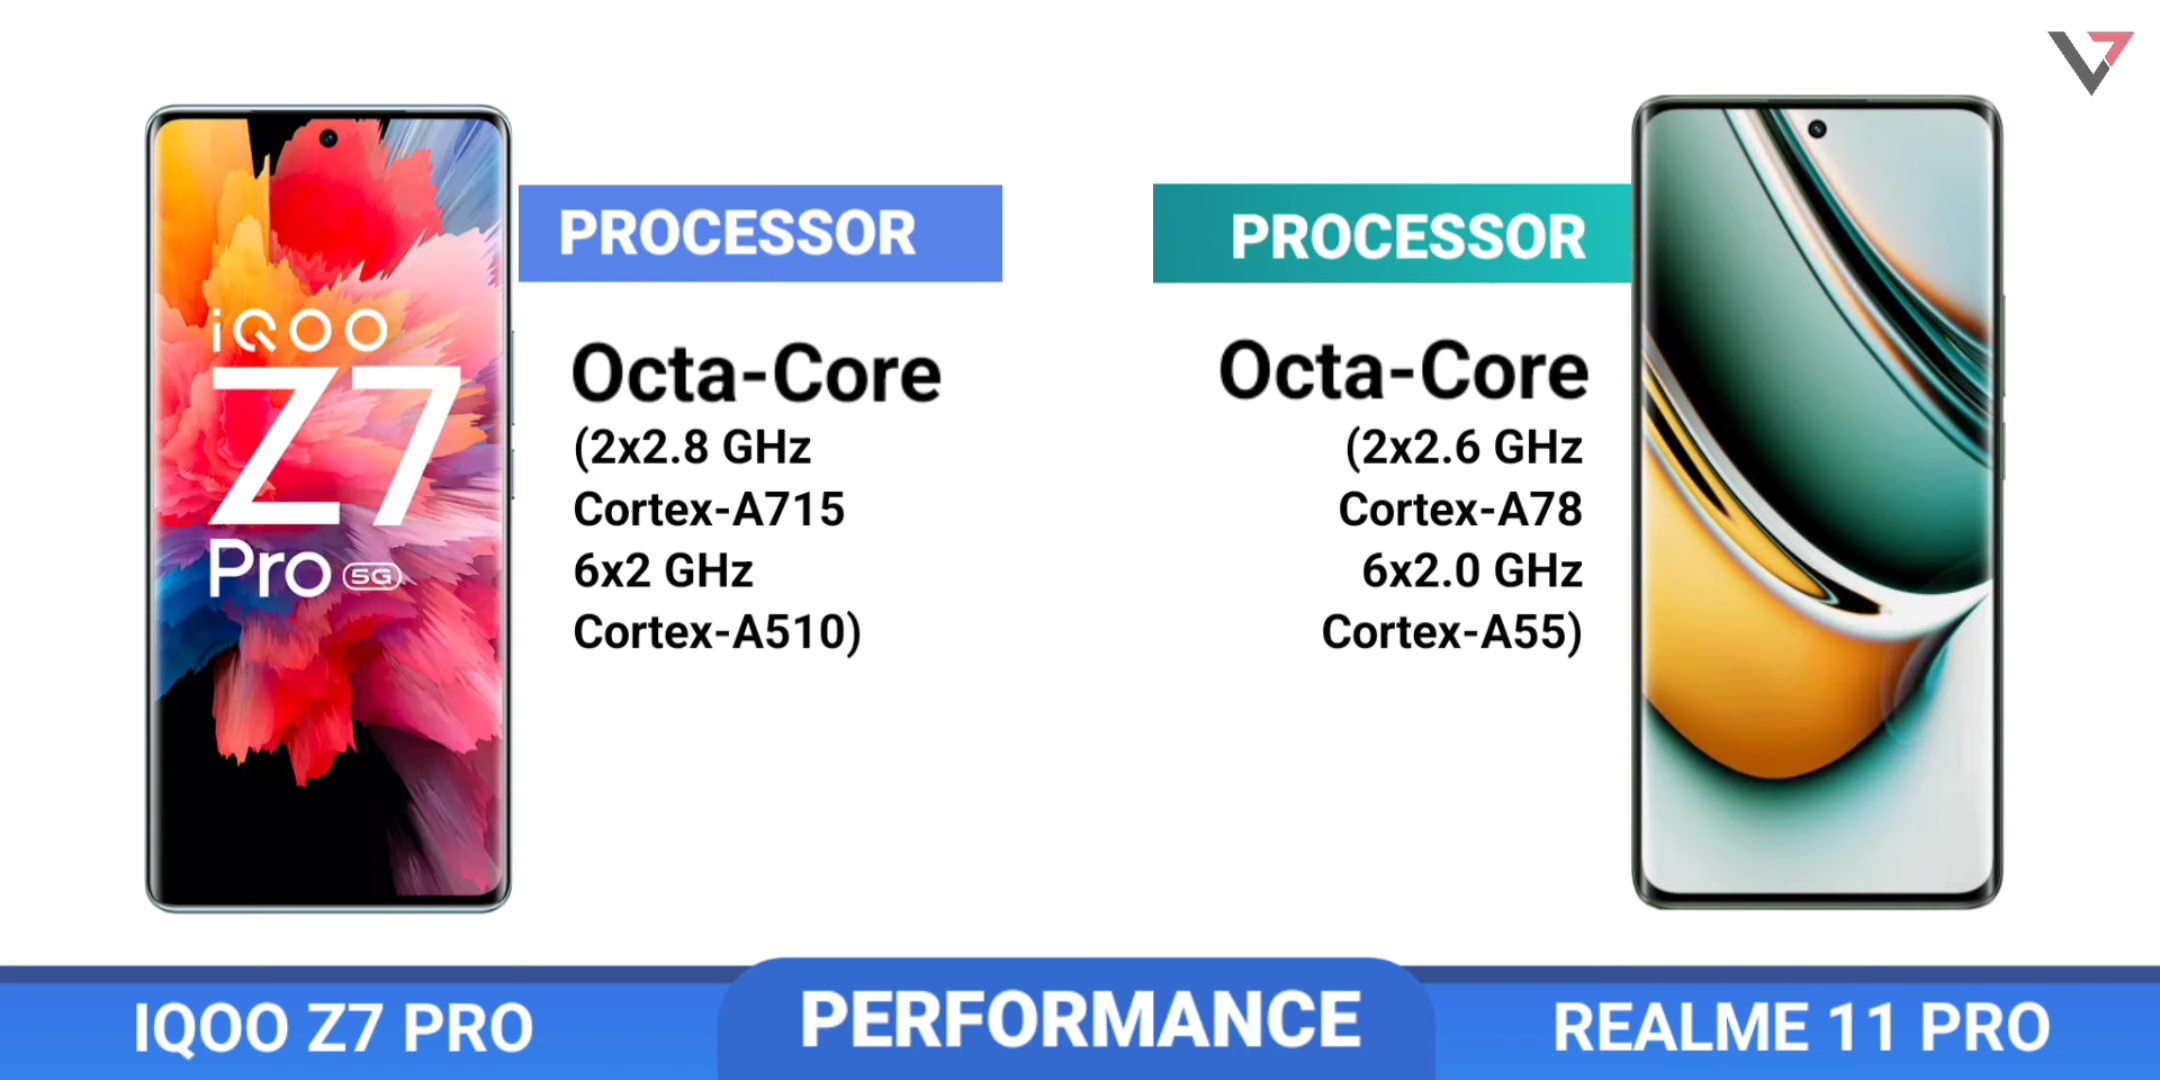 iQOO
Z7
Pro 5G
PROCESSOR
Octa-Core
(2x2.8 GHz
Cortex-A715
6x2 GHz
Cortex-A510)
PROCESSOR
Octa-Core
(2x2.6 GHz
Cortex-A78
6x2.0 GHz
Cortex-A55)
IQOO Z7 PRO
PERFORMANCE
REALME 11 PRO
V7